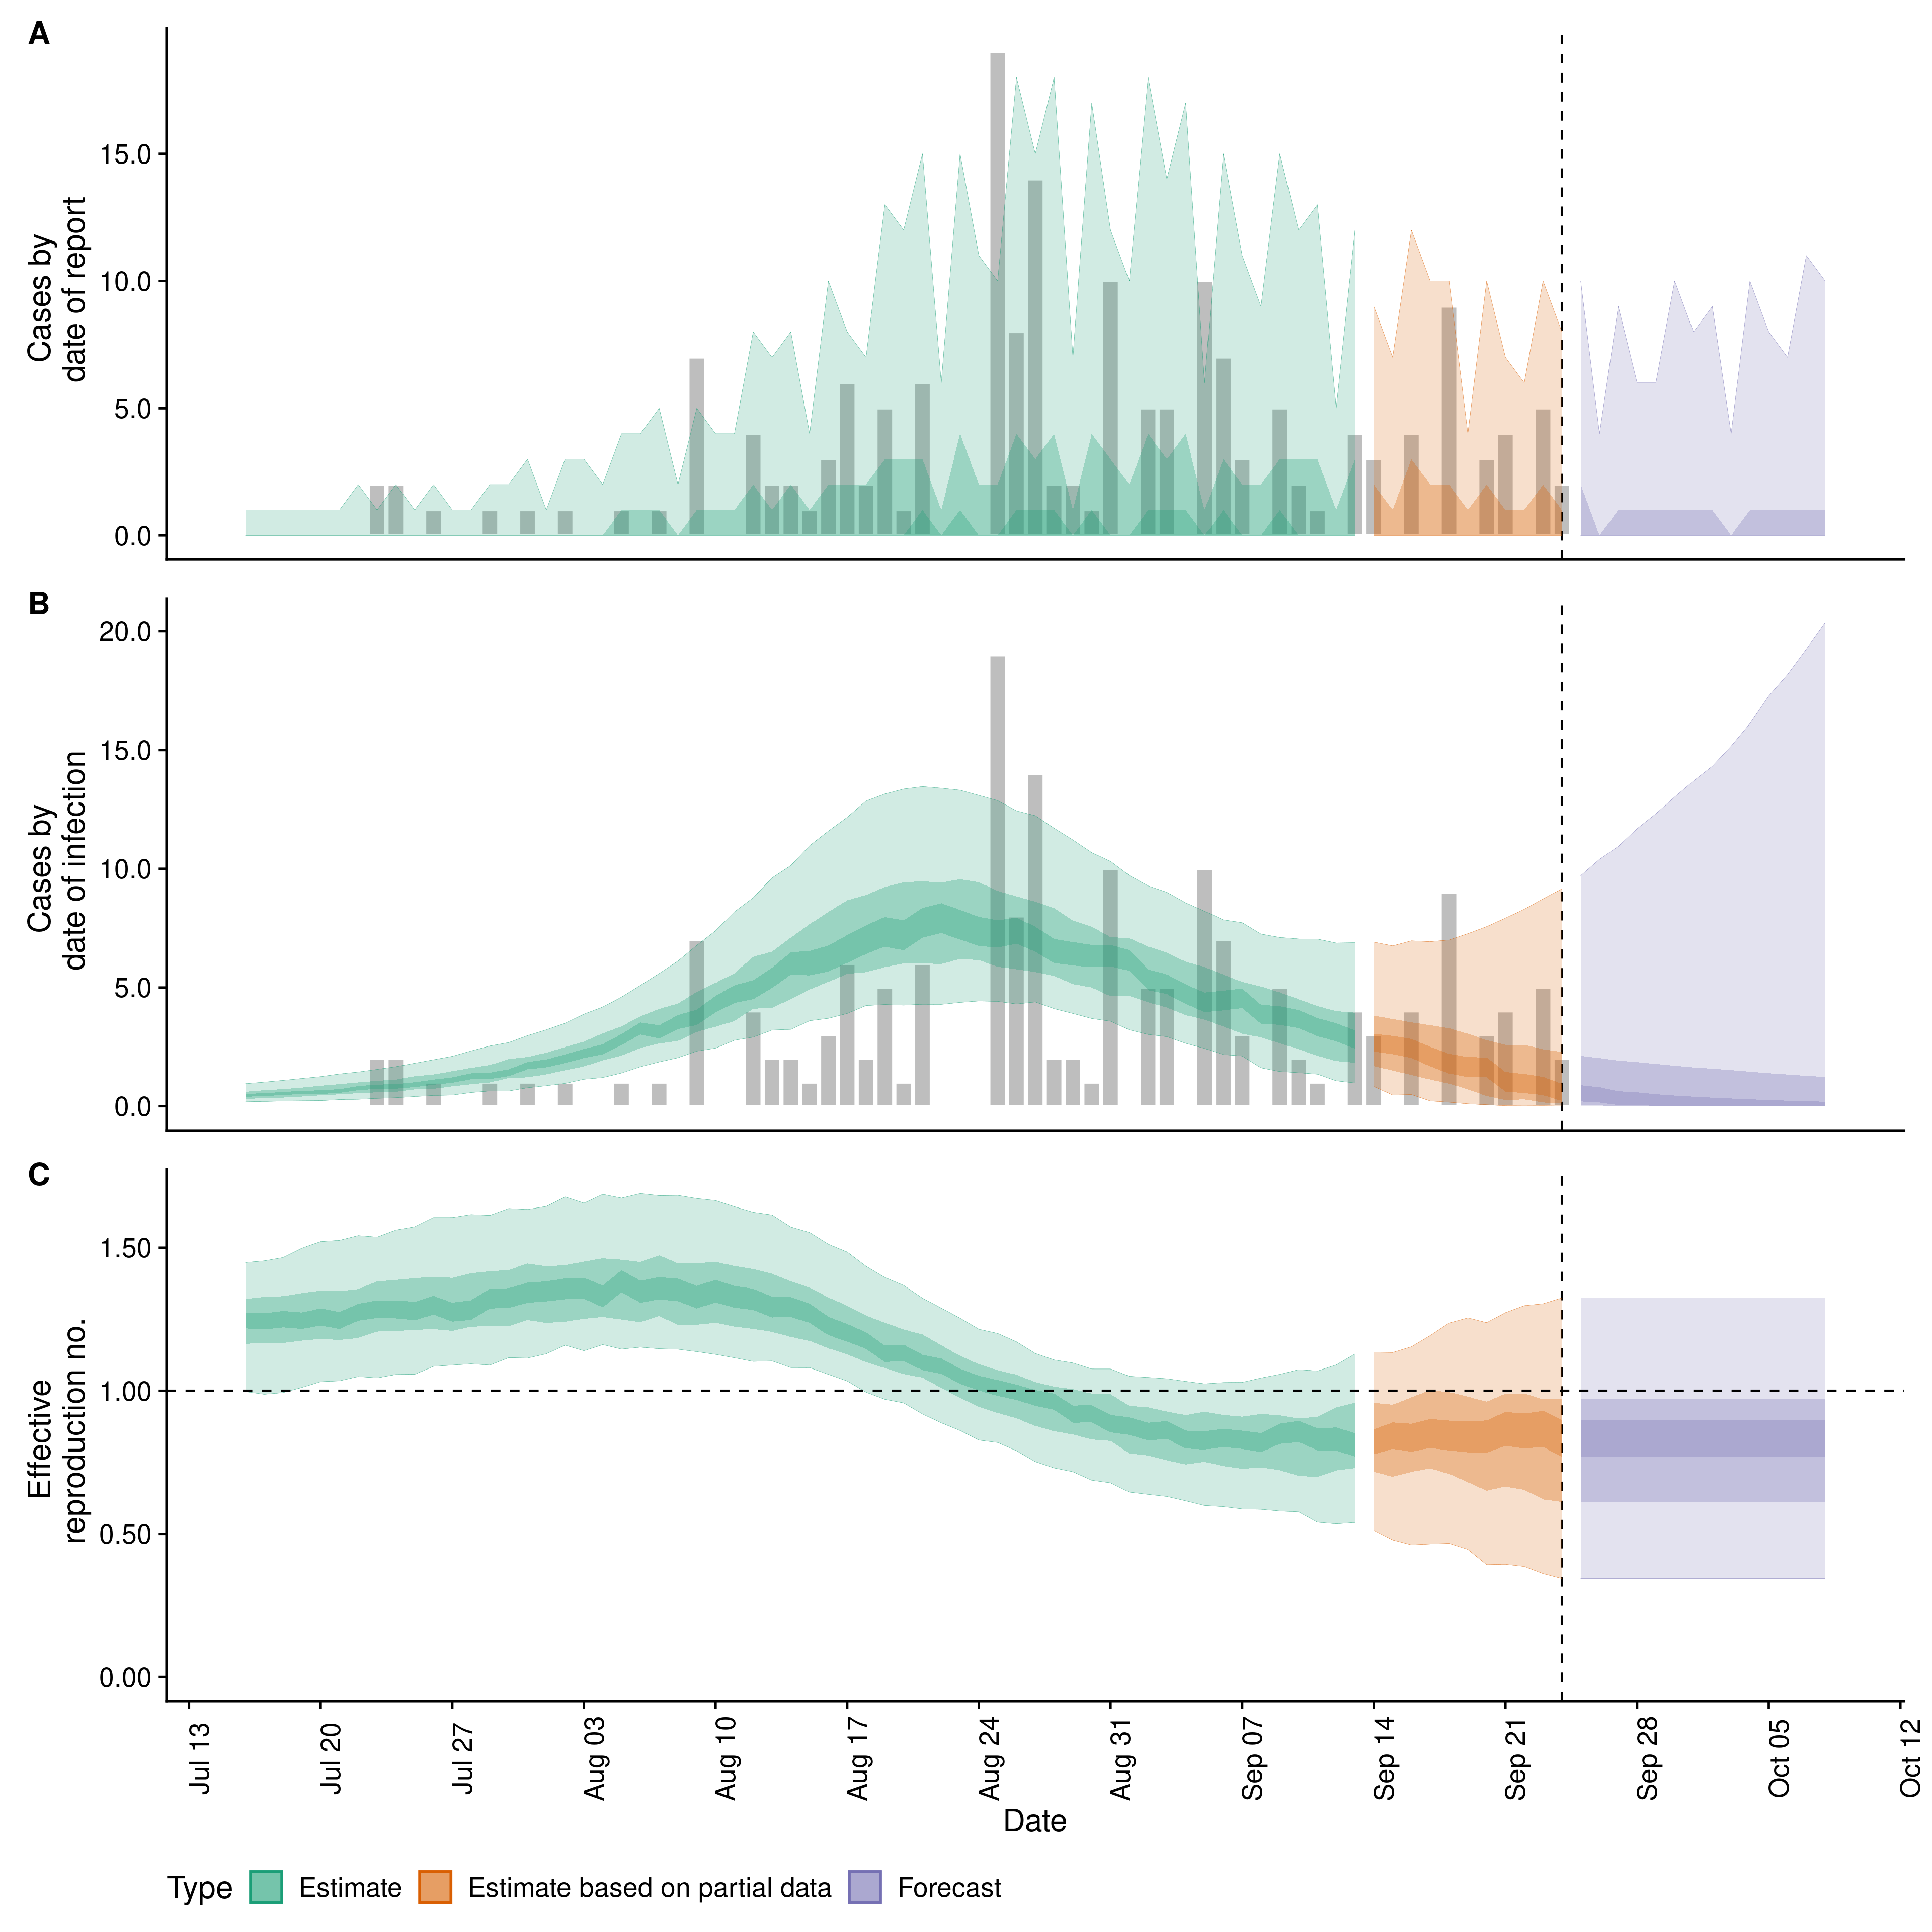 A
Cases by
date of report
15.0
10.0
5.0
0.0
B
Cases by
date of infection
20.0
15.0
10.0
5.0
0.0
C
Effective
reproduction no.
1.50
1.00
0.50
0.00
Jul 13
Jul 20
Jul 27
Aug 03
Aug 10
Aug 17
Aug 24
Aug 31
Sep 07
Sep 14
Sep 21
Sep 28
Oct 05
Oct 12
Date
Type Estimate Estimate based on partial data Forecast